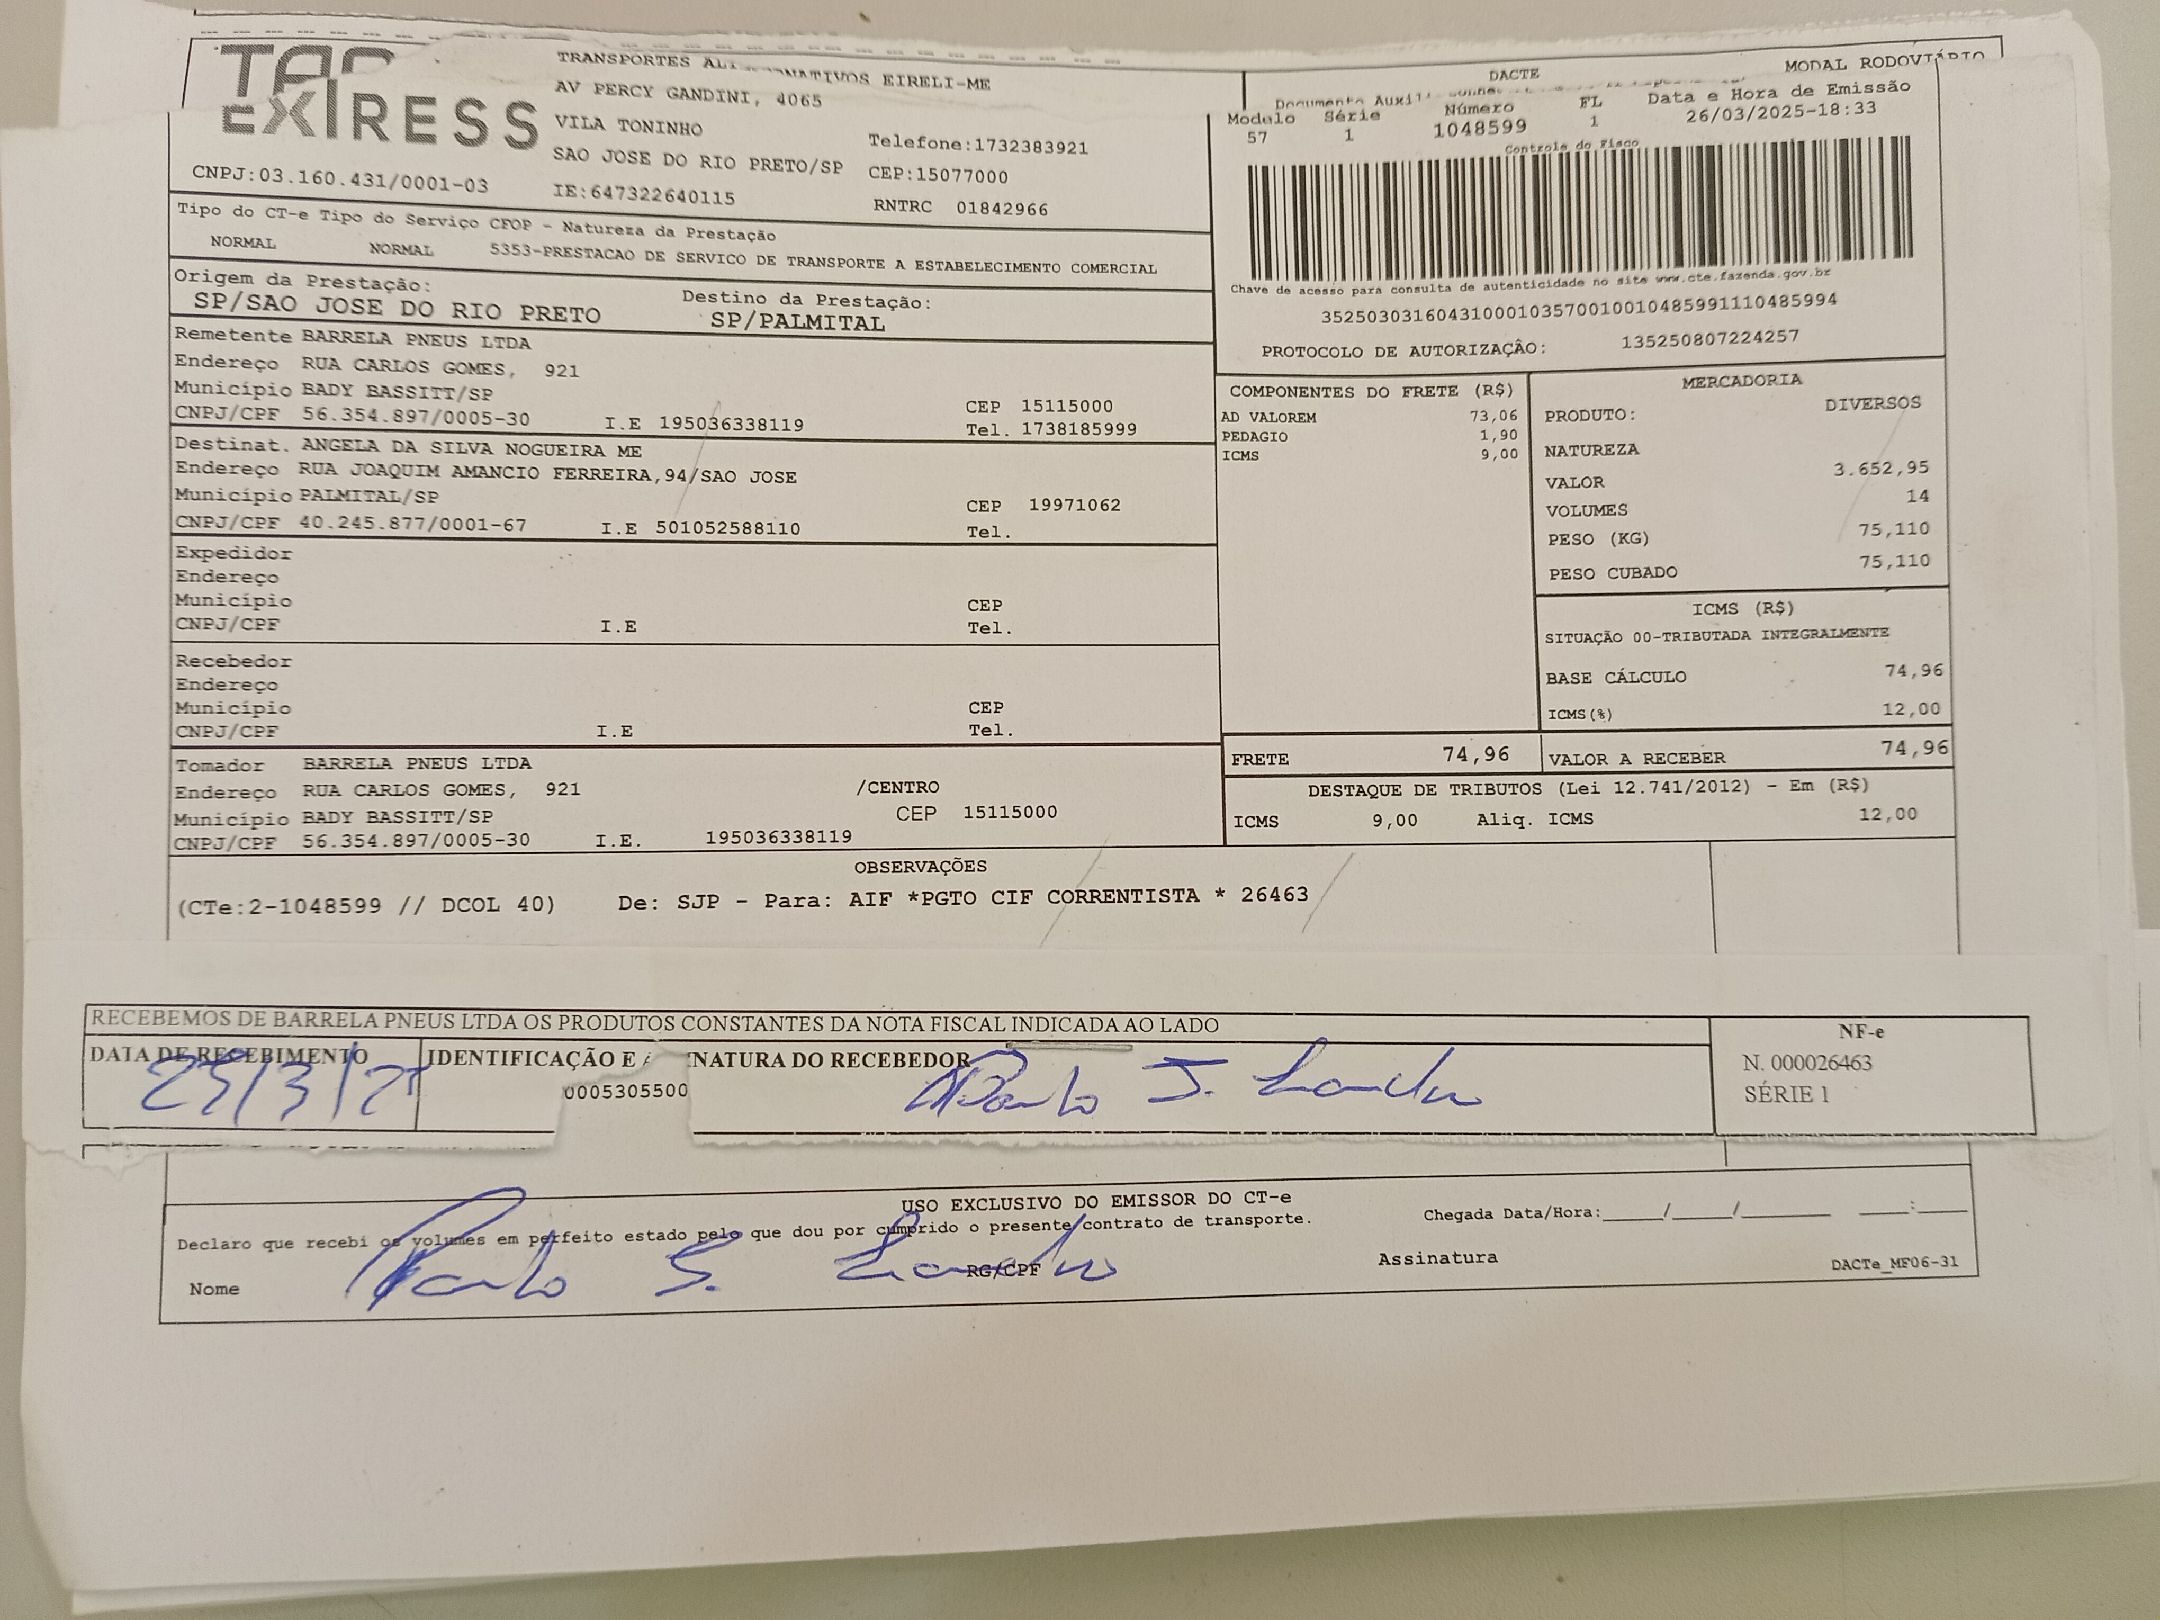 TRANSPORTES ALTERNATIVOS EIRELI-ME
AV PERCY GANDINI, 4065
VILA TONINHO
Telefone:1732383921
SAO JOSE DO RIO PRETO/SP CEP:15077000
CNPJ:03.160.431/0001-03
IE:647322640115
RNTRC 01842966
EXPRESS
DACTE
MODAL RODOVIÁRIO
Documento
Modelo Série Número FL Data e Hora de Emissão
57 1 1048599 1 26/03/2025-18:33
Controle do Fisco
Chave de acesso para consulta de autenticidade no site www.cte.fazenda.gov.br
35250303160431000103570010010485991110485994
PROTOCOLO DE AUTORIZAÇÃO: 135250807224257
Tipo do CT-e Tipo do Serviço CFOP - Natureza da Prestação
NORMAL NORMAL 5353-PRESTACAO DE SERVICO DE TRANSPORTE A ESTABELECIMENTO COMERCIAL
Origem da Prestação: Destino da Prestação:
SP/SAO JOSE DO RIO PRETO SP/PALMITAL
Remetente BARRELA PNEUS LTDA
Endereço RUA CARLOS GOMES, 921
Município BADY BASSITT/SP CEP 15115000
CNPJ/CPF 56.354.897/0005-30 I.E 195036338119 Tel. 1738185999
Destinat. ANGELA DA SILVA NOGUEIRA ME
Endereço RUA JOAQUIM AMANCIO FERREIRA,94/SAO JOSE
Município PALMITAL/SP CEP 19971062
CNPJ/CPF 40.245.877/0001-67 I.E 501052588110 Tel.
Expedidor
Endereço
Município CEP
CNPJ/CPF I.E Tel.
Recebedor
Endereço
Município CEP
CNPJ/CPF I.E Tel.
Tomador BARRELA PNEUS LTDA
Endereço RUA CARLOS GOMES, 921 /CENTRO
Município BADY BASSITT/SP CEP 15115000
CNPJ/CPF 56.354.897/0005-30 I.E. 195036338119
COMPONENTES DO FRETE (R$)
AD VALOREM 73,06
PEDAGIO 1,90
ICMS 9,00
MERCADORIA
PRODUTO: DIVERSOS
NATUREZA
VALOR 3.652,95
VOLUMES 14
PESO (KG) 75,110
PESO CUBADO 75,110
ICMS (R$)
SITUAÇÃO 00-TRIBUTADA INTEGRALMENTE
BASE CÁLCULO 74,96
ICMS(%) 12,00
FRETE 74,96 VALOR A RECEBER 74,96
DESTAQUE DE TRIBUTOS (Lei 12.741/2012) - Em (R$)
ICMS 9,00 Aliq. ICMS 12,00
OBSERVAÇÕES
(CTe:2-1048599 // DCOL 40) De: SJP - Para: AIF *PGTO CIF CORRENTISTA * 26463
RECEBEMOS DE BARRELA PNEUS LTDA OS PRODUTOS CONSTANTES DA NOTA FISCAL INDICADA AO LADO
DATA DE RECEBIMENTO IDENTIFICAÇÃO E ASSINATURA DO RECEBEDOR
0005305500
NF-e
N. 000026463
SÉRIE 1
USO EXCLUSIVO DO EMISSOR DO CT-e
Declaro que recebi os volumes em perfeito estado pelo que dou por cumprido o presente contrato de transporte.
Chegada Data/Hora:____/____/______ ____:____
Nome Paulo S. RG/CPF Assinatura
DACTe_MF06-31